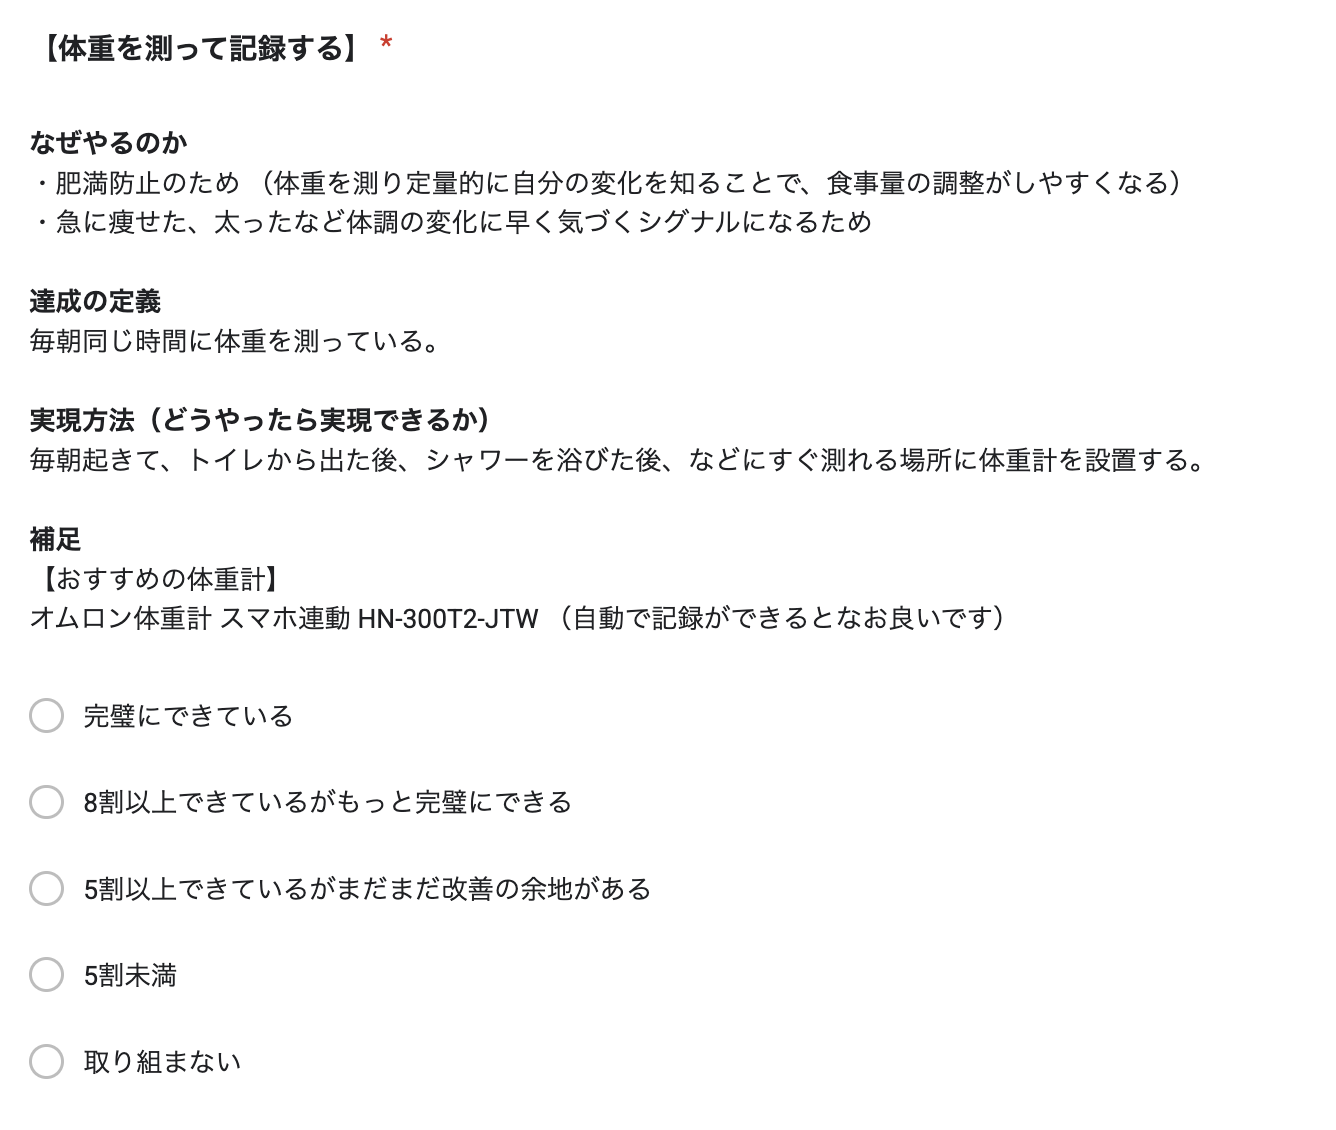 【体重を測って記録する】 *
なぜやるのか
・肥満防止のため （体重を測り定量的に自分の変化を知ることで、食事量の調整がしやすくなる）
・急に痩せた、太ったなど体調の変化に早く気づくシグナルになるため
達成の定義
毎朝同じ時間に体重を測っている。
実現方法（どうやったら実現できるか）
毎朝起きて、トイレから出た後、シャワーを浴びた後、などにすぐ測れる場所に体重計を設置する。
補足
【おすすめの体重計】
オムロン体重計 スマホ連動 HN-300T2-JTW （自動で記録ができるとなお良いです）
完璧にできている
8割以上できているがもっと完璧にできる
5割以上できているがまだまだ改善の余地がある
5割未満
取り組まない